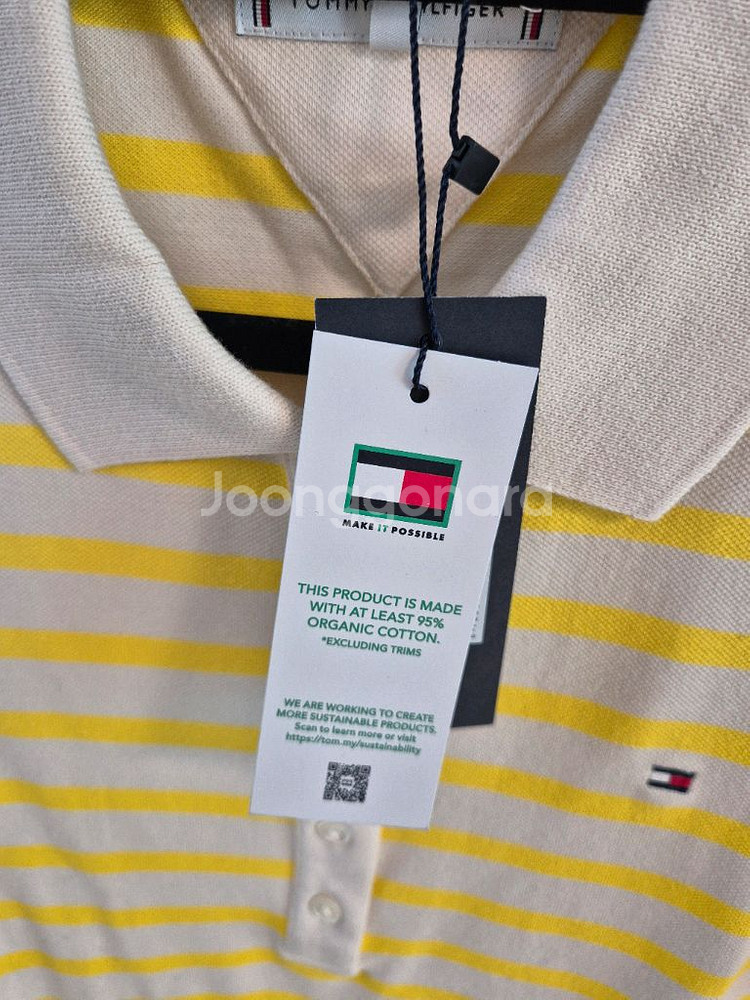 TOMMY HILFIGER
Joonggonara
MAKE IT POSSIBLE
THIS PRODUCT IS MADE
WITH AT LEAST 95%
ORGANIC COTTON.
*EXCLUDING TRIMS
WE ARE WORKING TO CREATE
MORE SUSTAINABLE PRODUCTS.
Scan to learn more or visit
https://tom.my/sustainability